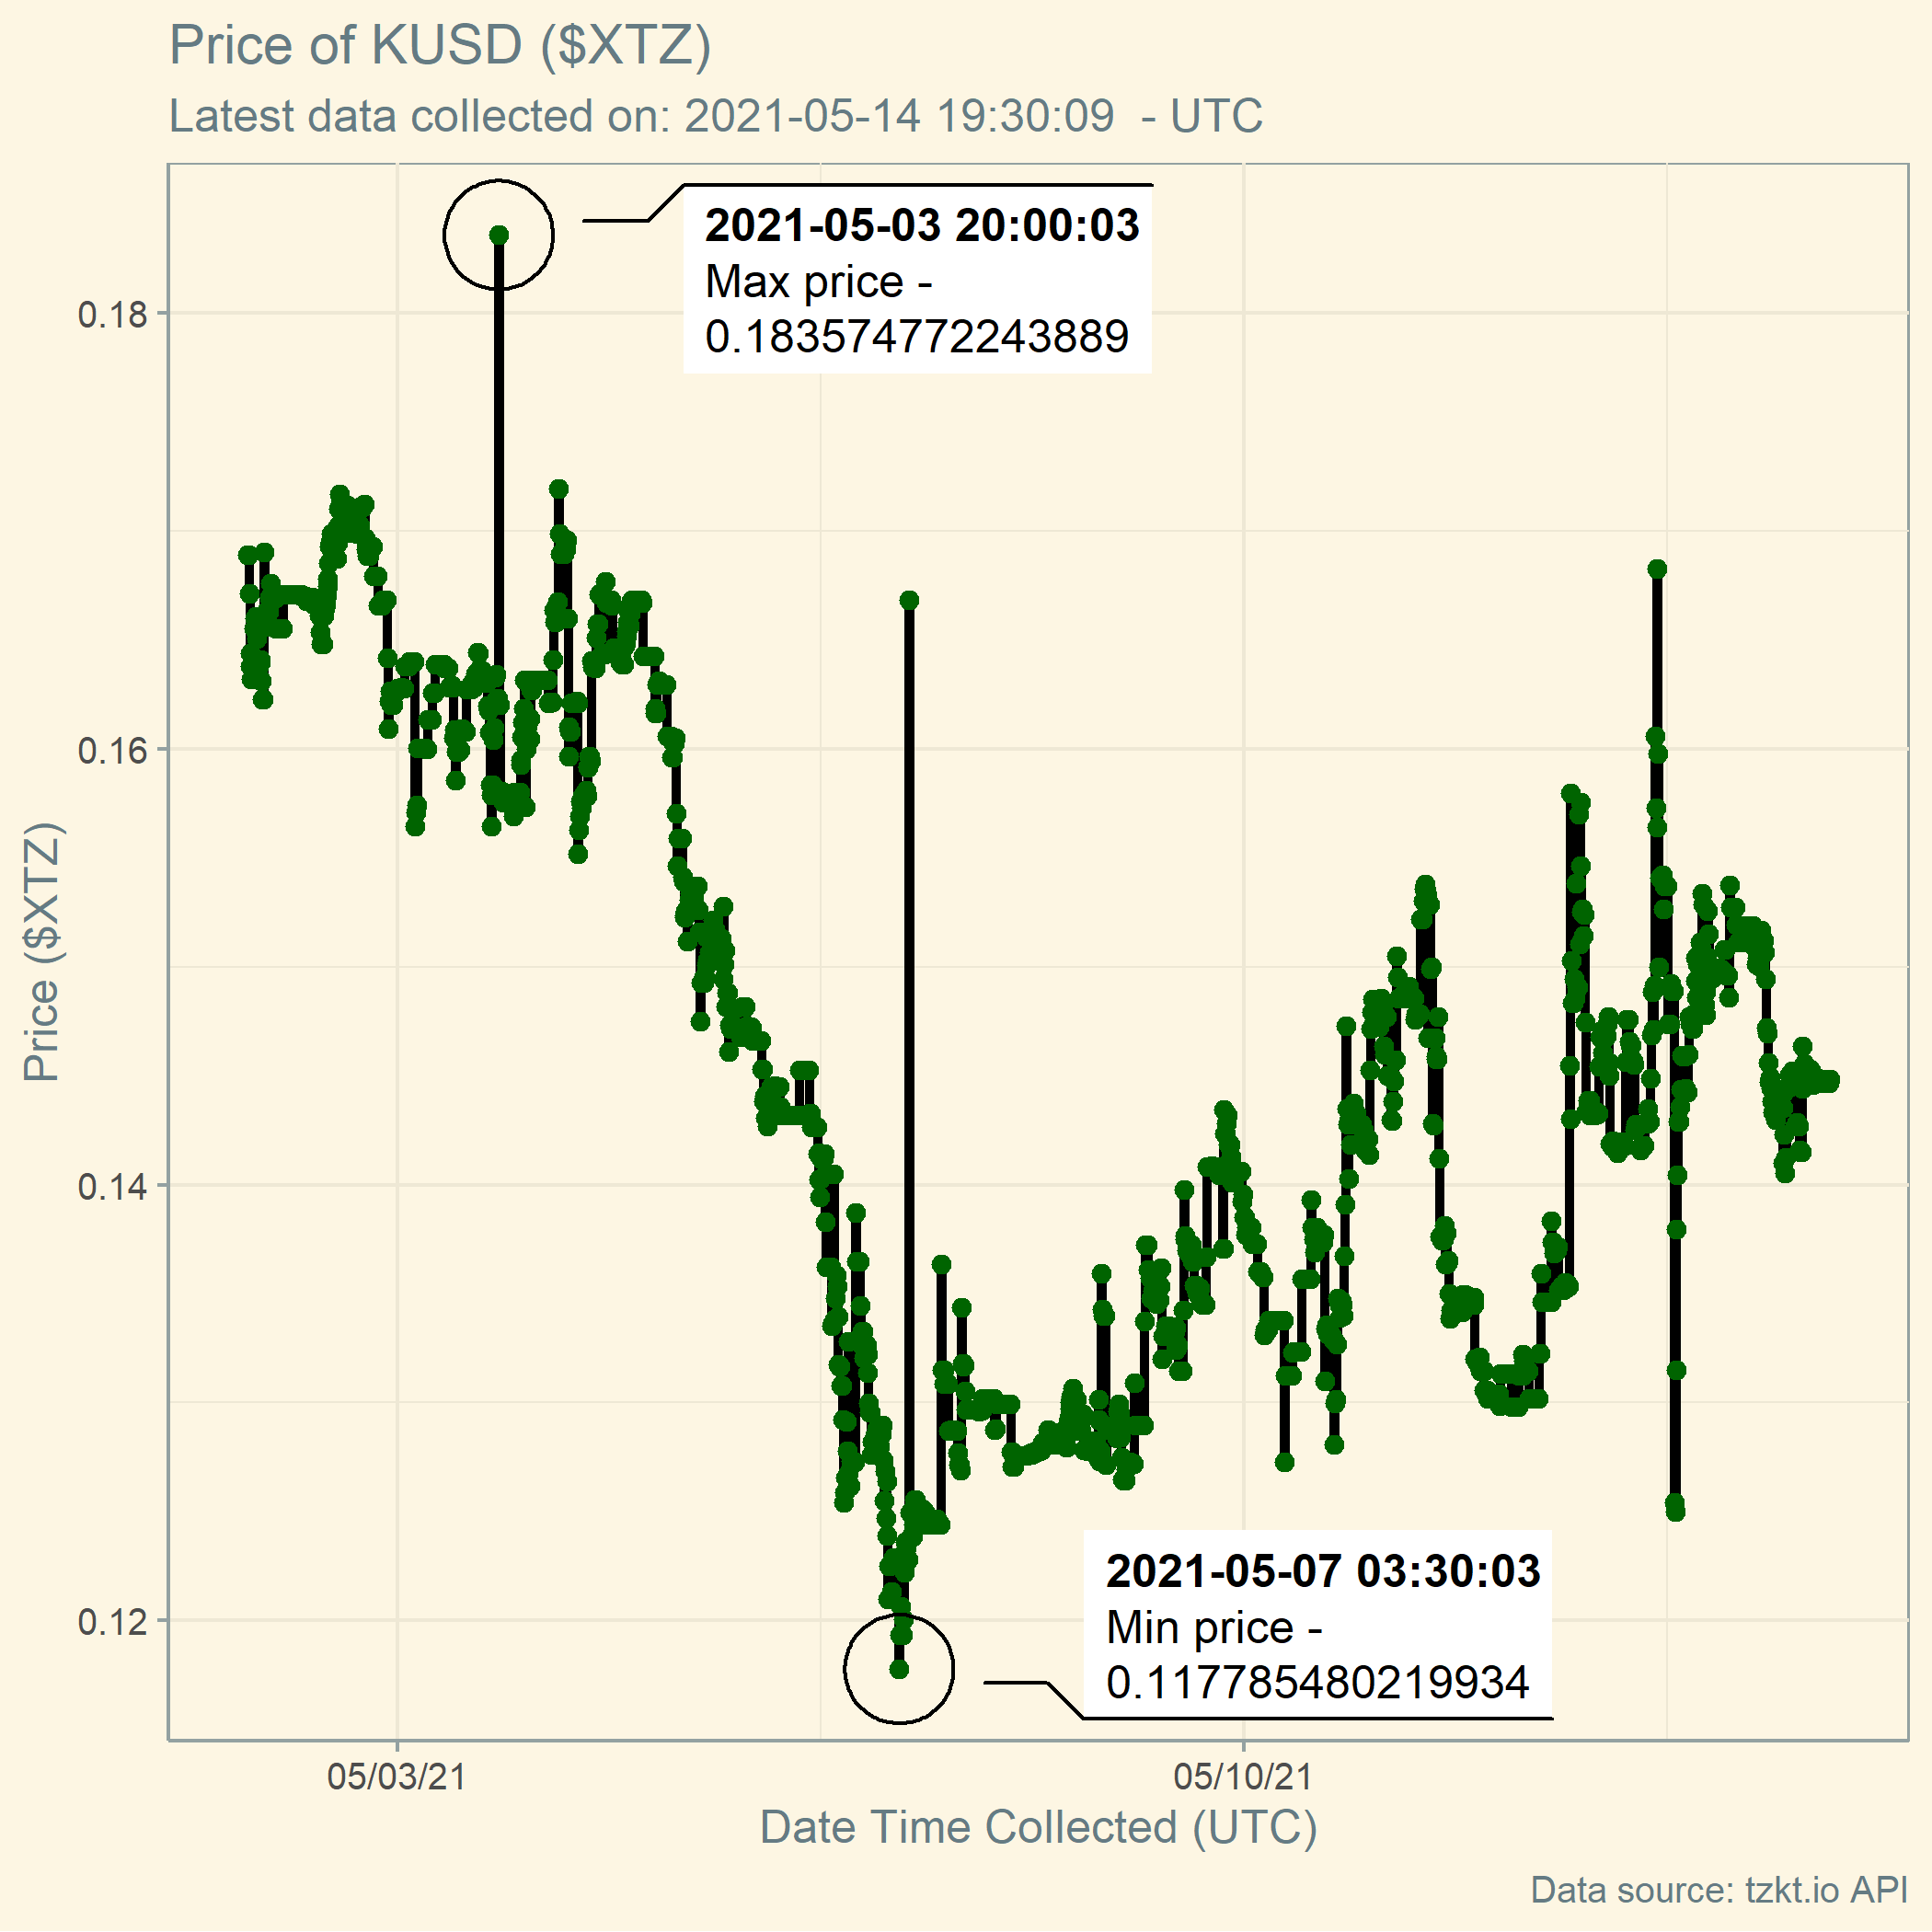 Price of KUSD ($XTZ)
Latest data collected on: 2021-05-14 19:30:09  - UTC
2021-05-03 20:00:03
Max price -
0.183574772243889
0.18
0.16
0.14
0.12
Price ($XTZ)
2021-05-07 03:30:03
Min price -
0.117785480219934
05/03/21
05/10/21
Date Time Collected (UTC)
Data source: tzkt.io API